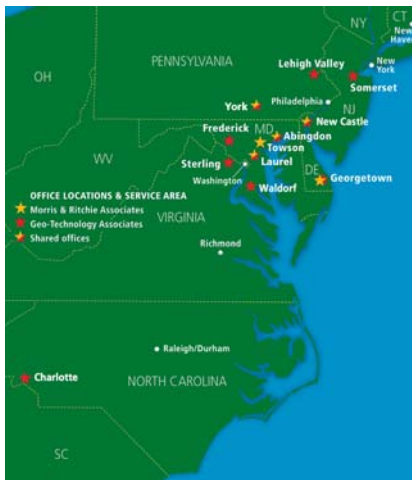 NY
CT
New
Haven
PENNSYLVANIA
Lehigh Valley
New
York
OH
Somerset
York
Philadelphia
NJ
New Castle
Frederick
MD
Abingdon
Towson
Sterling
Laurel
WV
Washington
DE
Georgetown
Waldorf
OFFICE LOCATIONS & SERVICE AREA
Morris & Ritchie Associates
Geo-Technology Associates
Shared offices
VIRGINIA
Richmond
Raleigh/Durham
Charlotte
NORTH CAROLINA
SC